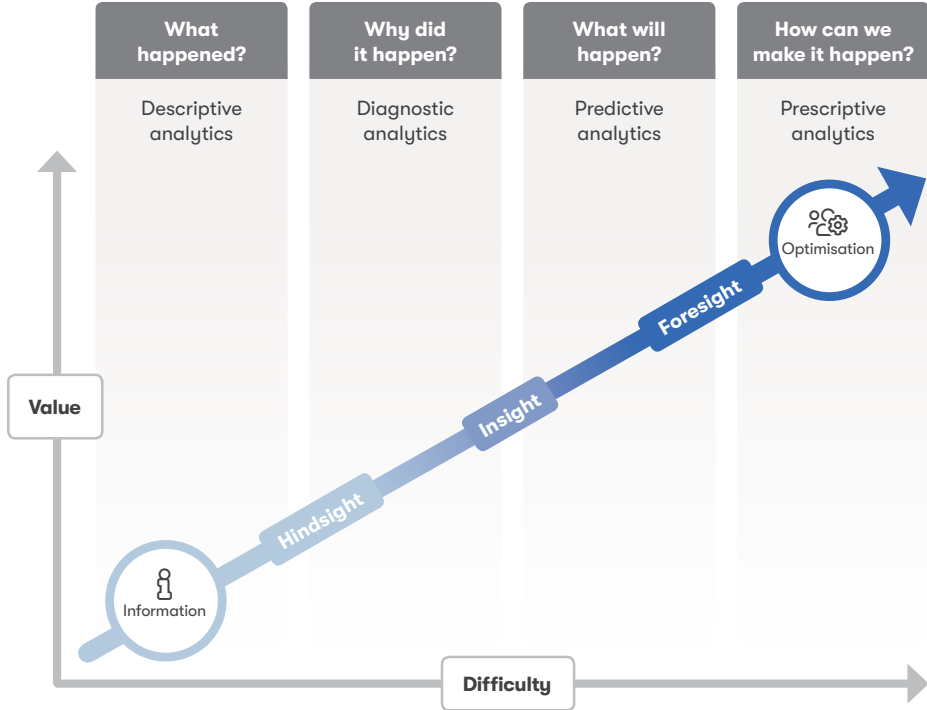 What
happened?
Why did
it happen?
What will
happen?
How can we
make it happen?
Descriptive
analytics
Diagnostic
analytics
Predictive
analytics
Prescriptive
analytics
Optimisation
Foresight
Value
Insight
Hindsight
Information
Difficulty